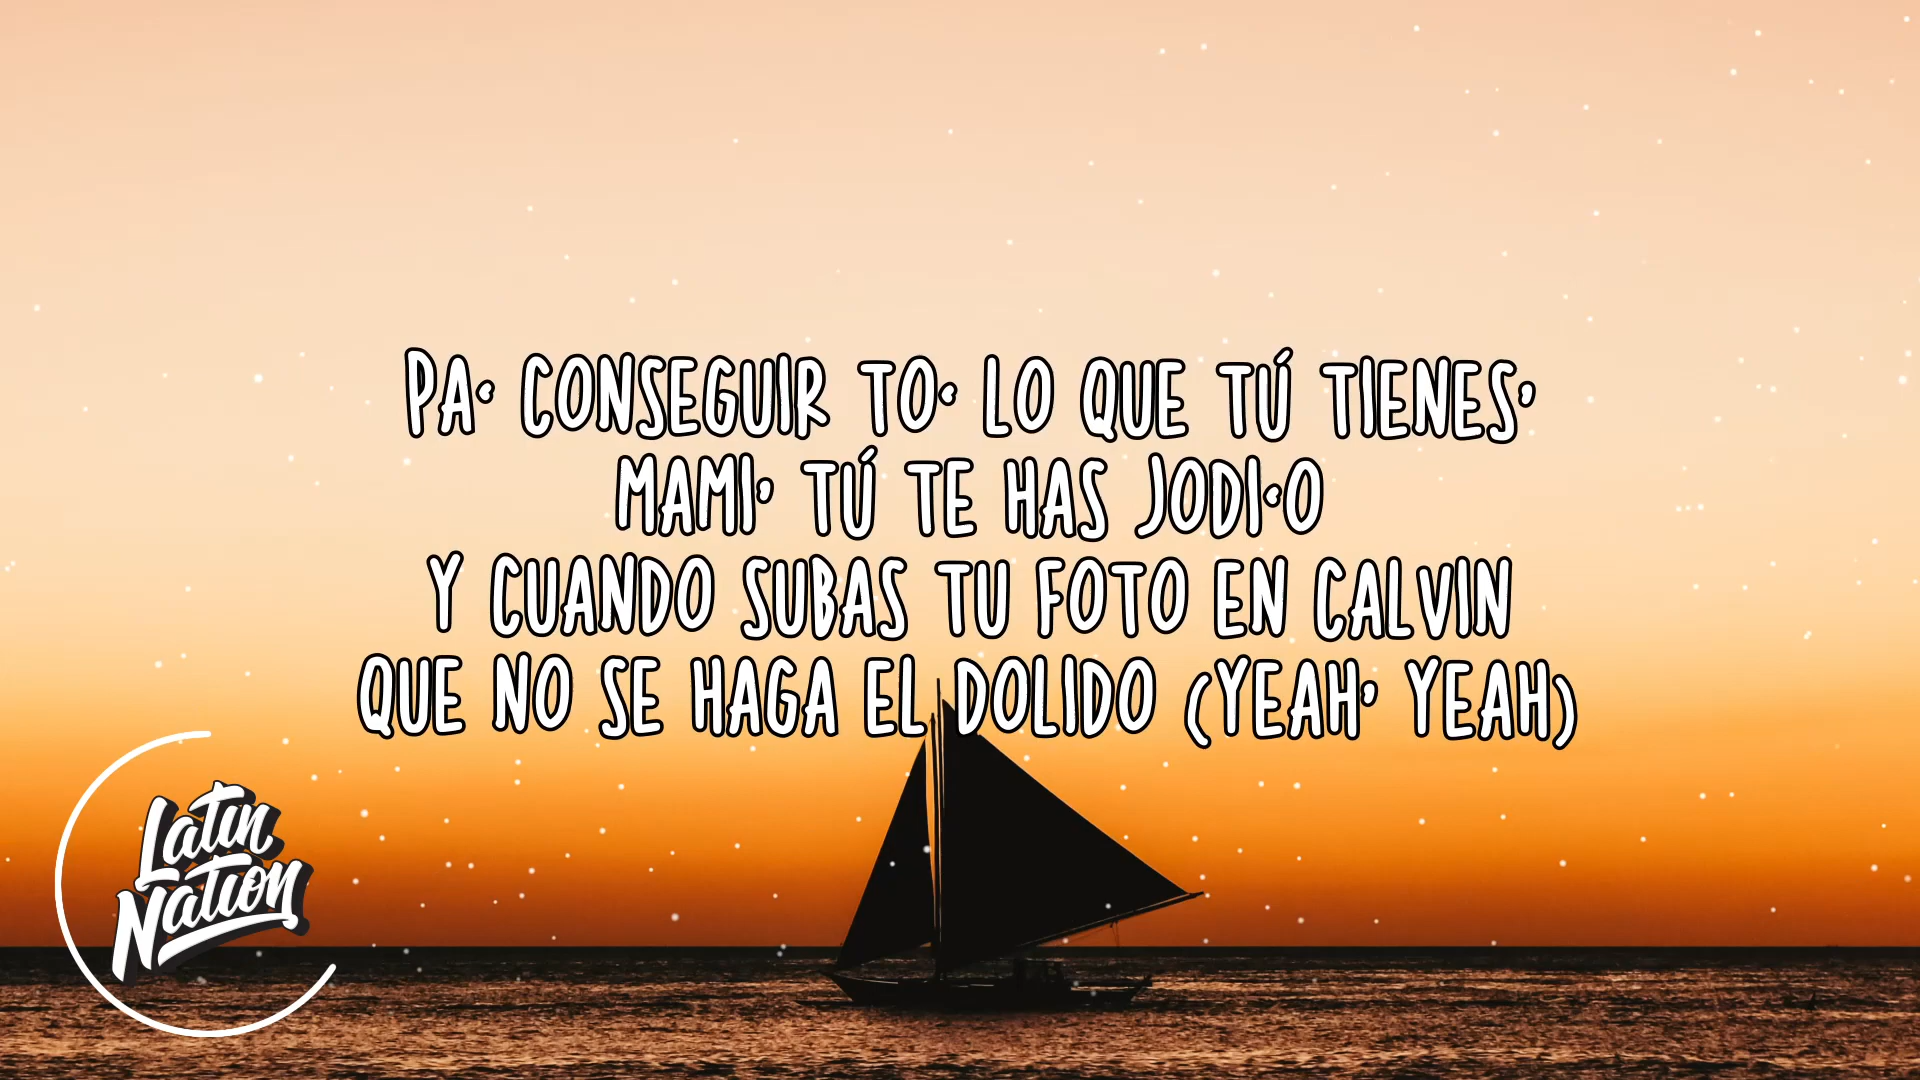 PA' CONSEGUIR TO' LO QUE TÚ TIENES,
MAMI, TÚ TE HAS JODI'O
Y CUANDO SUBAS TU FOTO EN CALVIN
QUE NO SE HAGA EL DOLIDO (YEAH, YEAH)
Latin
Nation